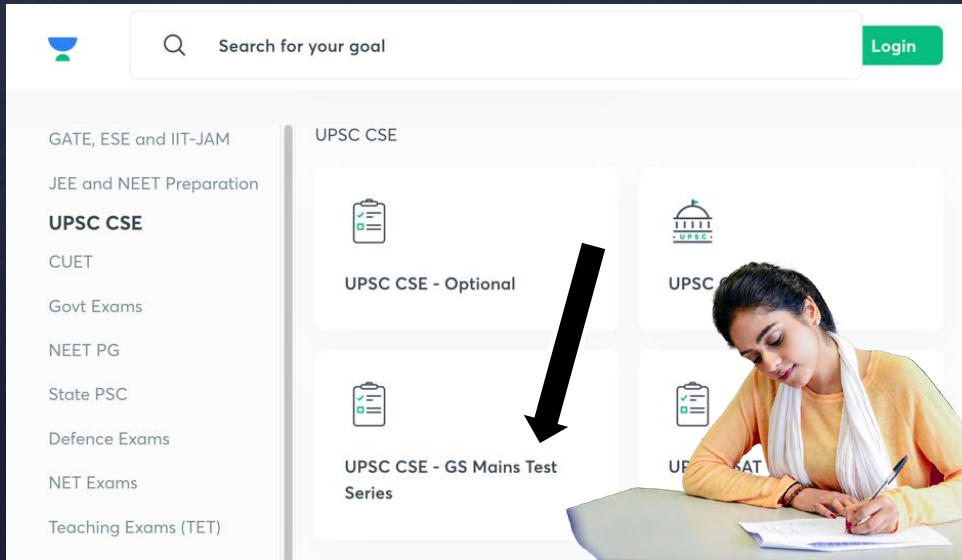 Search for your goal
Login
GATE, ESE and IIT-JAM
JEE and NEET Preparation
UPSC CSE
CUET
Govt Exams
NEET PG
State PSC
Defence Exams
NET Exams
Teaching Exams (TET)
UPSC CSE
UPSC CSE - Optional
UPSC
UPSC CSE - GS Mains Test
Series